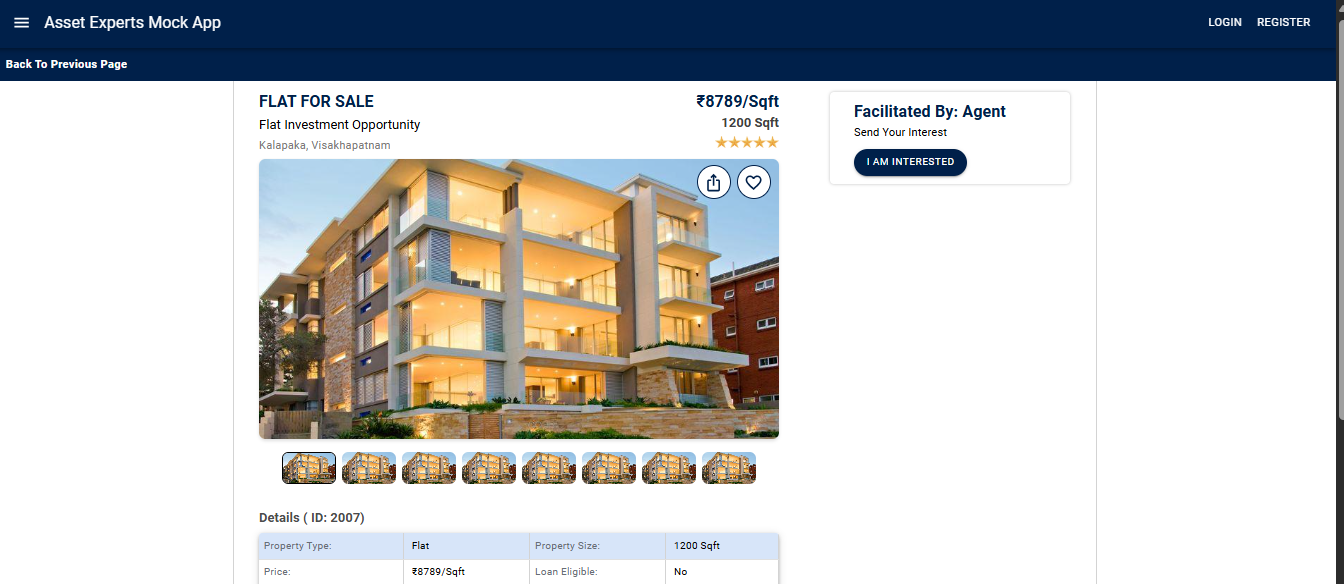 Asset Experts Mock App
LOGIN REGISTER
Back To Previous Page
FLAT FOR SALE
₹8789/Sqft
Flat Investment Opportunity
1200 Sqft
Kalapaka, Visakhapatnam
Facilitated By: Agent
Send Your Interest
I AM INTERESTED
Details ( ID: 2007)
Property Type: Flat Property Size: 1200 Sqft
Price: ₹8789/Sqft Loan Eligible: No